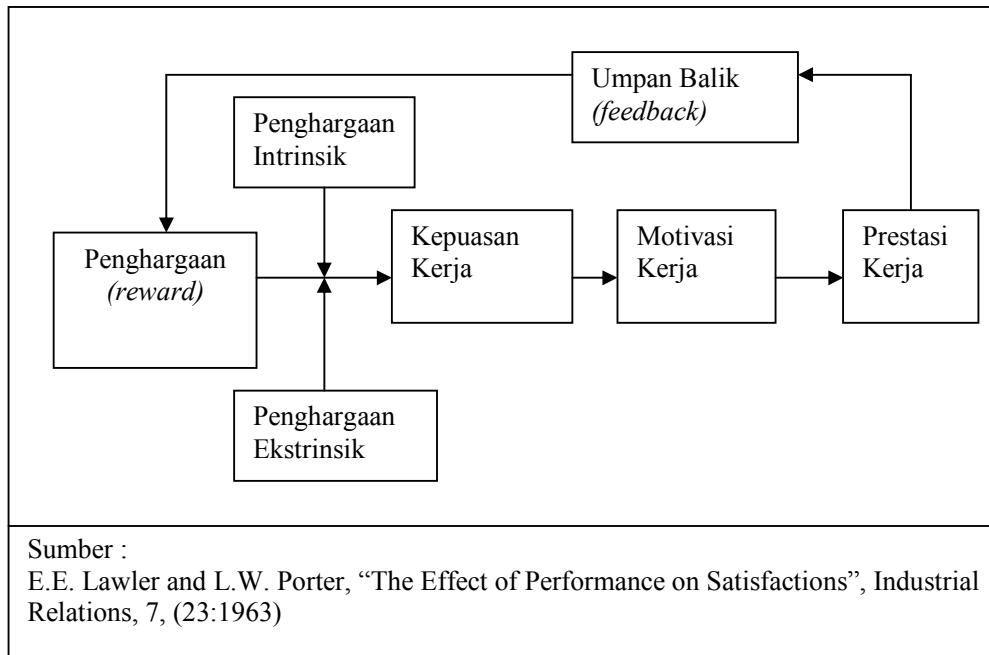 Umpan Balik
(feedback)
Penghargaan
Intrinsik
Penghargaan
(reward)
Kepuasan
Kerja
Motivasi
Kerja
Prestasi
Kerja
Penghargaan
Ekstrinsik
Sumber :
E.E. Lawler and L.W. Porter, “The Effect of Performance on Satisfactions”, Industrial
Relations, 7, (23:1963)